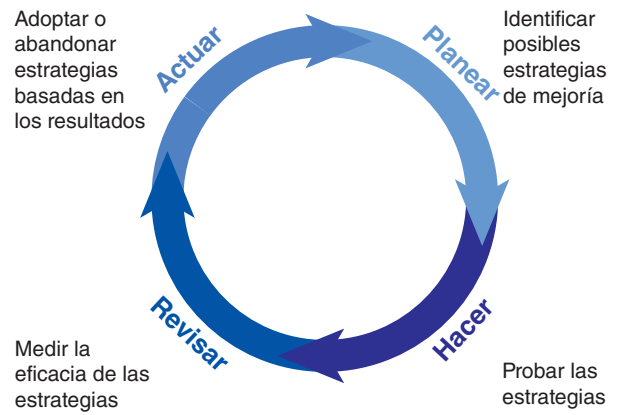 Adoptar o
abandonar
estrategias
basadas en
los resultados
Actuar
Planear
Identificar
posibles
estrategias
de mejoría
Revisar
Hacer
Medir la
eficacia de las
estrategias
Probar las
estrategias